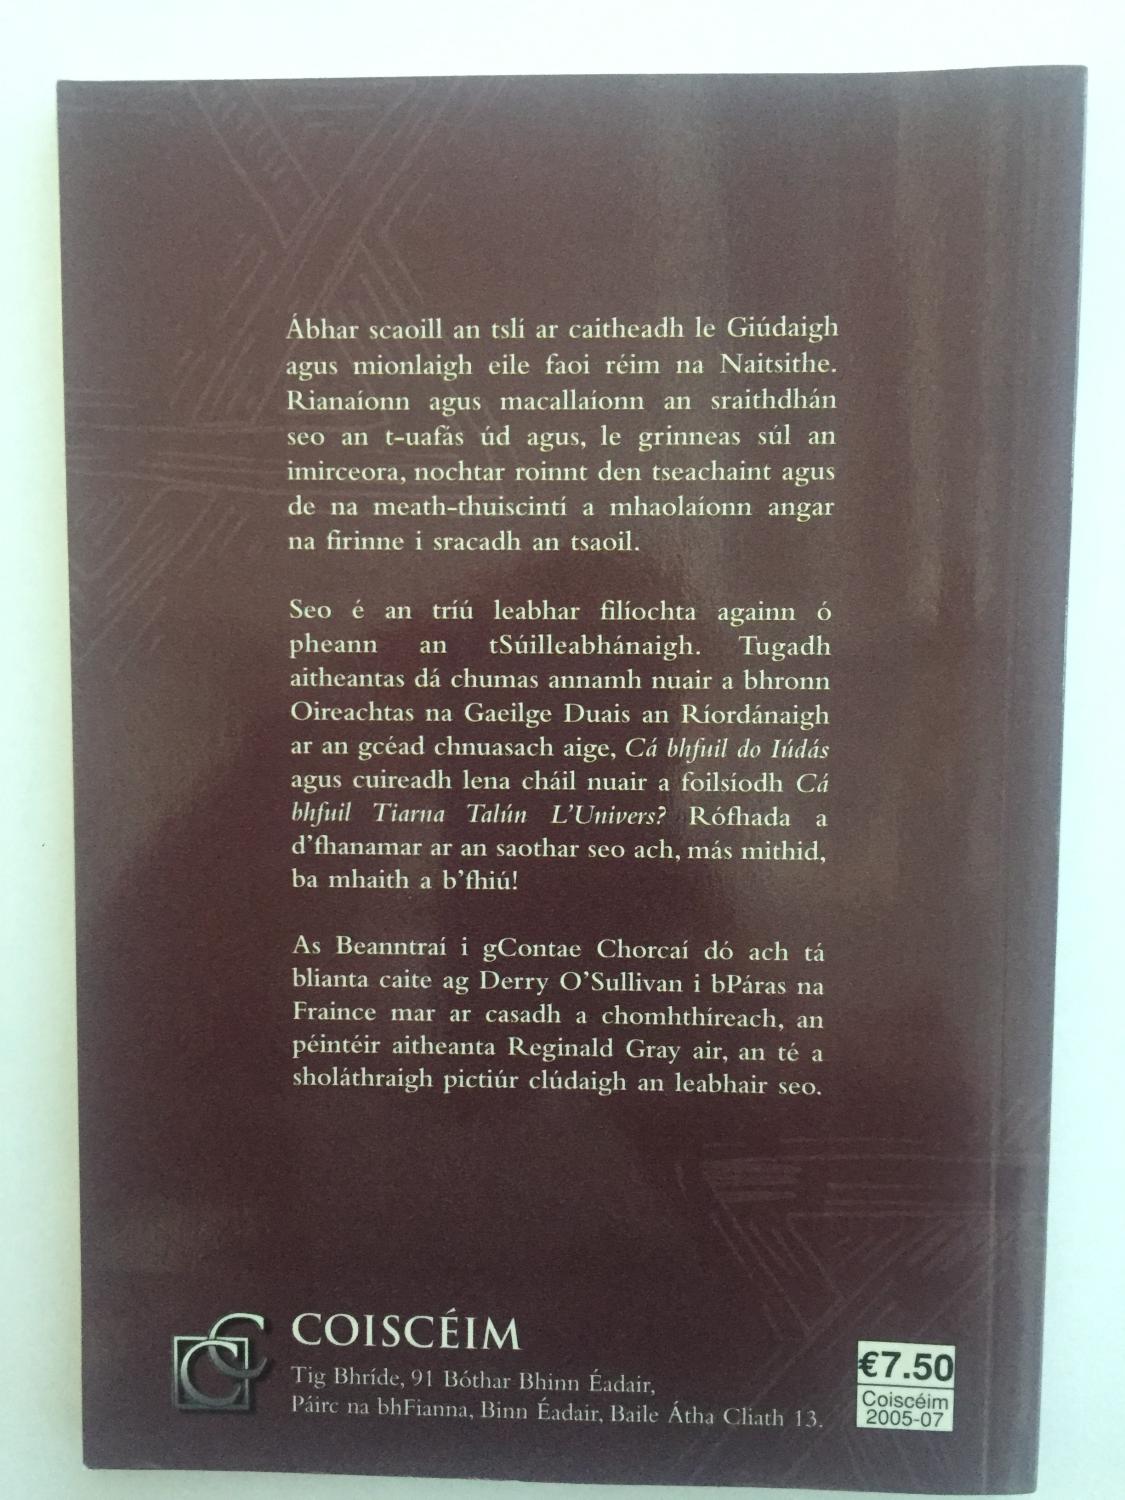 Ábhar scaoill an tslí ar caitheadh le Giúdaigh
agus mionlaigh eile faoi réim na Naitsithe.
Rianaíonn agus macallaíonn an sraithdhán
seo an t-uafás úd agus, le grinneas súl an
imirceora, nochtar roinnt den tseachaint agus
de na meath-thuiscintí a mhaolaíonn angar
na firinne i sracadh an tsaoil.
Seo é an tríú leabhar filíochta againn ó
pheann an tSúilleabhánaigh. Tugadh
aitheantas dá chumas annamh nuair a bhronn
Oireachtas na Gaeilge Duais an Ríordánaigh
ar an gcéad chnuasach aige, Cá bhfuil do Iúdás
agus cuireadh lena cháil nuair a foilsíodh Cá
bhfuil Tiarna Talún L'Univers? Rófhada a
d'fhanamar ar an saothar seo ach, más mithid,
ba mhaith a b'fhiú!
As Beanntraí i gContae Chorcaí dó ach tá
blianta caite ag Derry O'Sullivan i bPáras na
Fraince mar ar casadh a chomhthíreach, an
péintéir aitheanta Reginald Gray air, an té a
sholáthraigh pictiúr clúdaigh an leabhair seo.
COISCÉIM
Tig Bhríde, 91 Bóthar Bhinn Éadair,
Páirc na bhFianna, Binn Éadair, Baile Átha Cliath 13.
€7.50
Coiscéim
2005-07